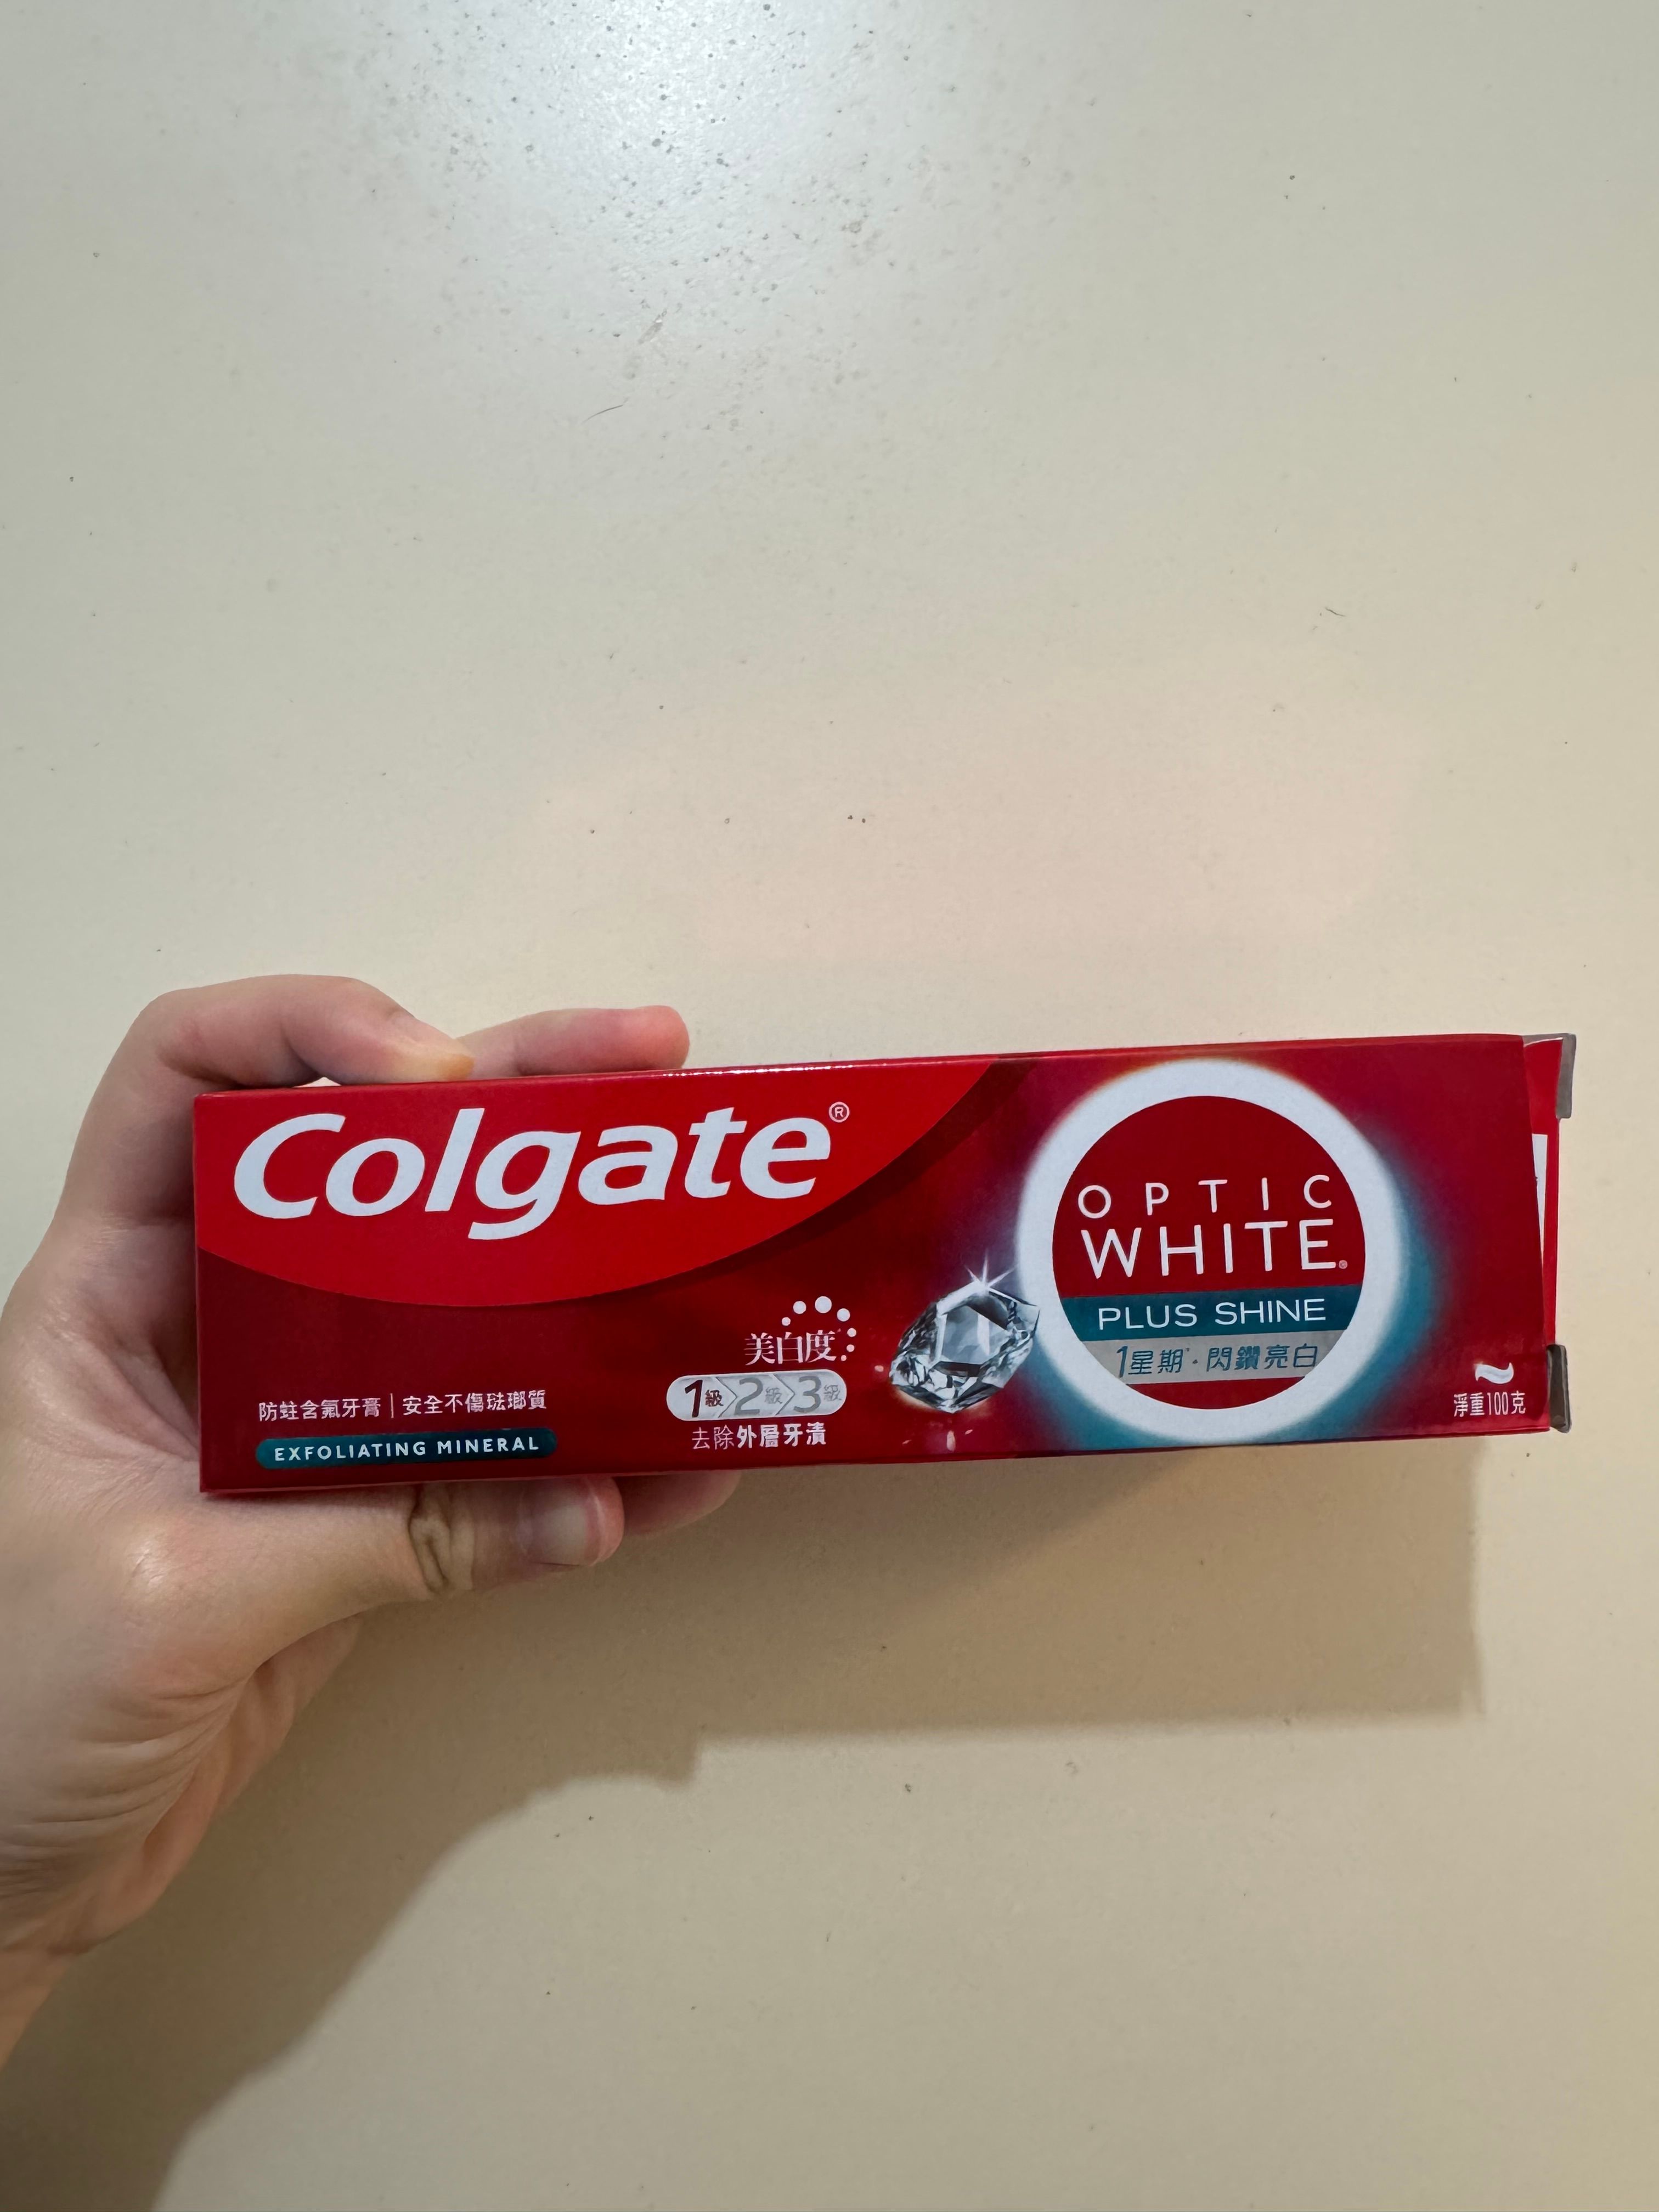 Colgate®
OPTIC
WHITE®
PLUS SHINE
1星期*·閃鑽亮白
美白度
1級 2級 3級
去除外層牙漬
防蛀含氟牙膏 | 安全不傷琺瑯質
EXFOLIATING MINERAL
淨重100克